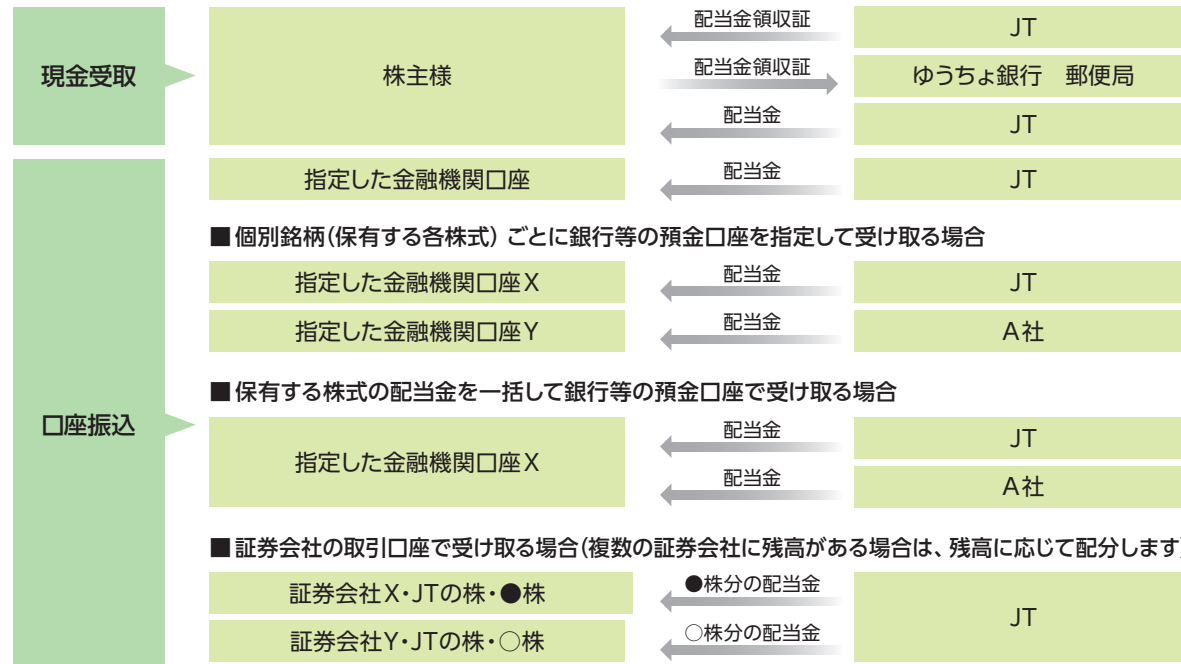 現金受取
株主様
配当金領収証
JT
配当金領収証
ゆうちょ銀行　郵便局
配当金
JT
口座振込
指定した金融機関口座
配当金
JT
■個別銘柄（保有する各株式）ごとに銀行等の預金口座を指定して受け取る場合
指定した金融機関口座X
配当金
JT
指定した金融機関口座Y
配当金
A社
■保有する株式の配当金を一括して銀行等の預金口座で受け取る場合
指定した金融機関口座X
配当金
JT
配当金
A社
■証券会社の取引口座で受け取る場合（複数の証券会社に残高がある場合は、残高に応じて配分します）
証券会社X・JTの株・●株
●株分の配当金
JT
証券会社Y・JTの株・○株
○株分の配当金